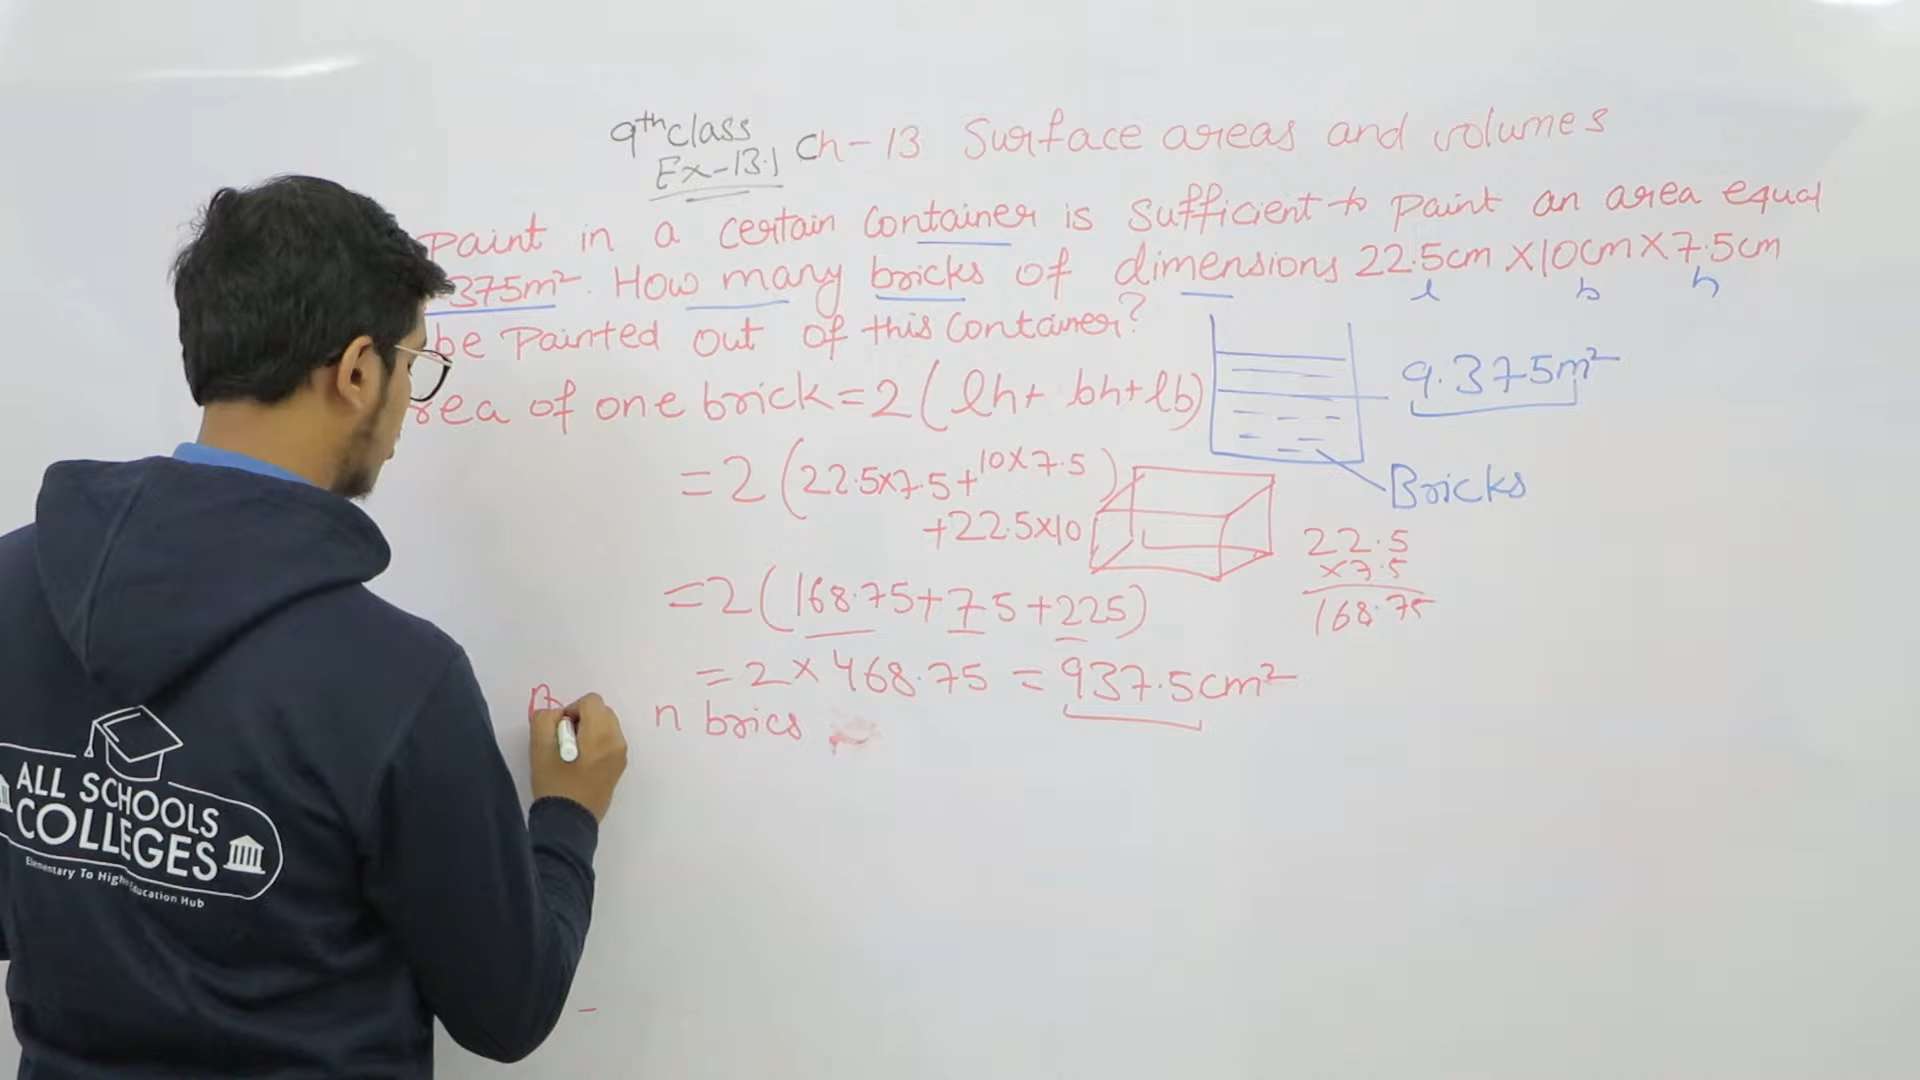 9th class
Ex-13.1
Ch-13 Surface areas and volumes
paint in a certain container is sufficient to paint an area equal
375m². How many bricks of dimensions 22.5cm ×10cm×7.5cm
l b h
be painted out of this container?
rea of one brick=2(lh+bh+lb)
9.375m²
=2(22.5×7.5+10×7.5
+22.5×10)
Bricks
22.5
×7.5
168.75
=2(168.75+75+225)
=2×468.75=937.5cm²
n brics
ALL SCHOOLS
COLLEGES
Elementary To High Education Hub